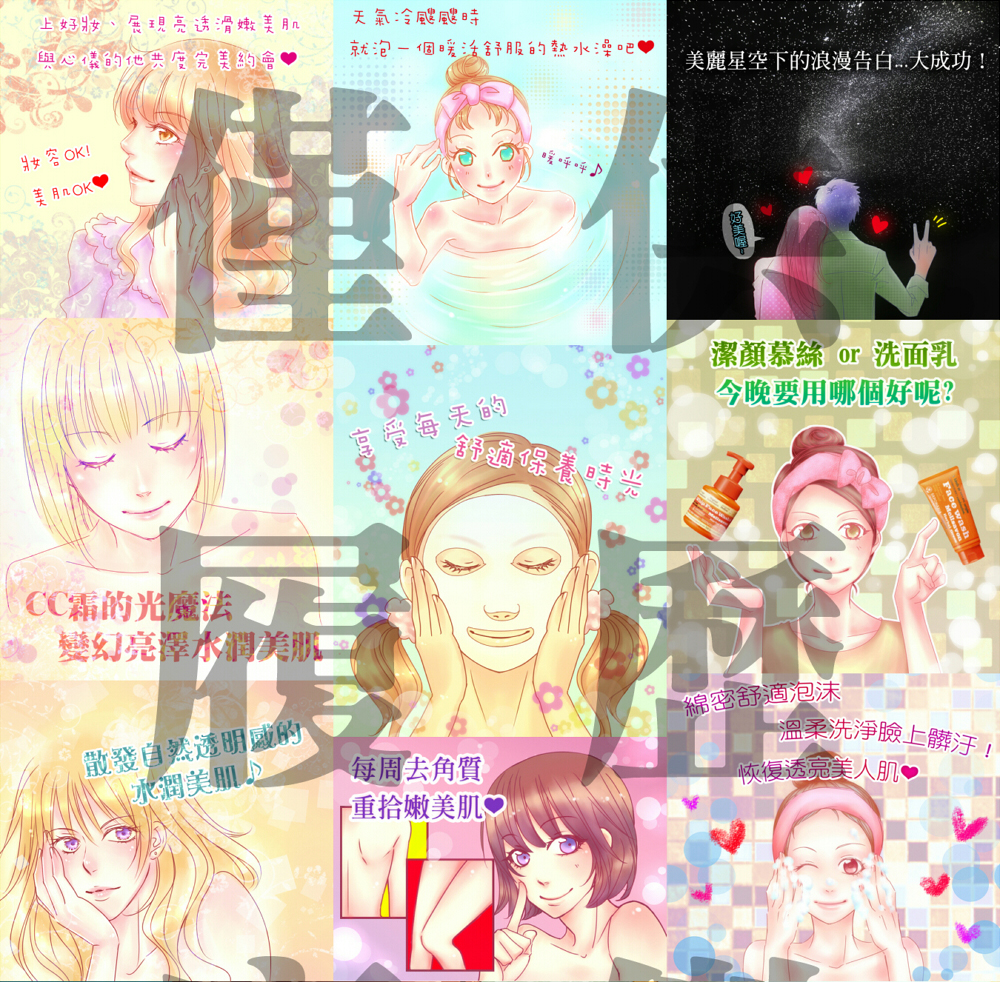 上好妝、展現亮透滑嫩美肌
與心儀的他共度完美約會♥
妝容OK!
美肌OK♥
天氣冷颼颼時
就泡一個暖活舒服的熱水澡吧♥
暖呼呼♪
美麗星空下的浪漫告白...大成功！
好美喔~
CC霜的光魔法
變幻亮澤水潤美肌
享受每天的
舒適保養時光
潔顏慕絲 or 洗面乳
今晚要用哪個好呢?
Face wash
散發自然透明感的
水潤美肌♪
每周去角質
重拾嫩美肌♥
綿密舒適泡沫
溫柔洗淨臉上髒汙！
恢復透亮美人肌♥
僅供
履歷